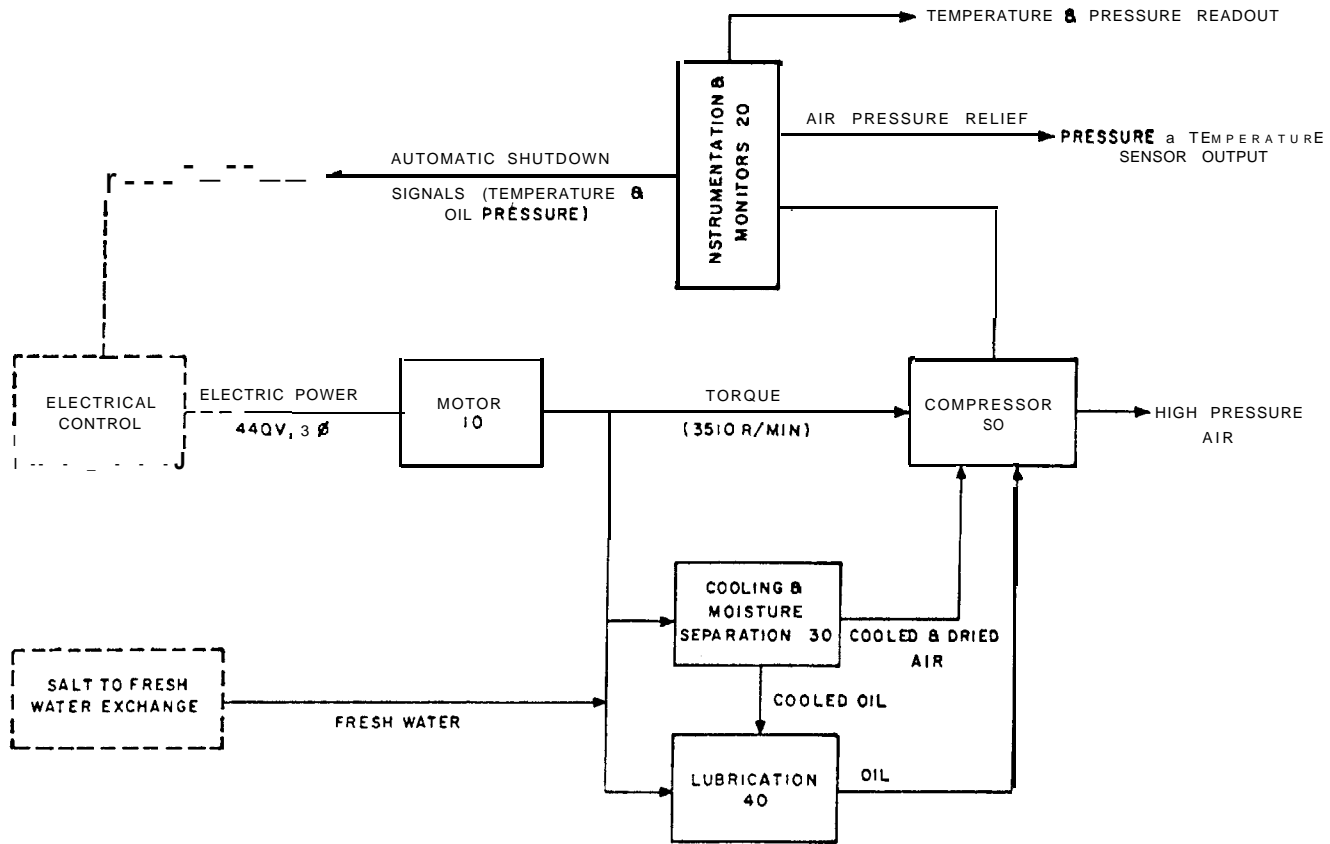 TEMPERATURE & PRESSURE READOUT
NSTRUMENTATION &
MONITORS 20
AIR PRESSURE RELIEF
PRESSURE a TEMPERATURE
SENSOR OUTPUT
AUTOMATIC SHUTDOWN
SIGNALS (TEMPERATURE &
OIL PRESSURE)
ELECTRICAL
CONTROL
ELECTRIC POWER
440V, 3 Ø
MOTOR
10
TORQUE
(3510 R/MIN)
COMPRESSOR
SO
HIGH PRESSURE
AIR
COOLING &
MOISTURE
SEPARATION 30
COOLED & DRIED
AIR
SALT TO FRESH
WATER EXCHANGE
FRESH WATER
COOLED OIL
LUBRICATION
40
OIL